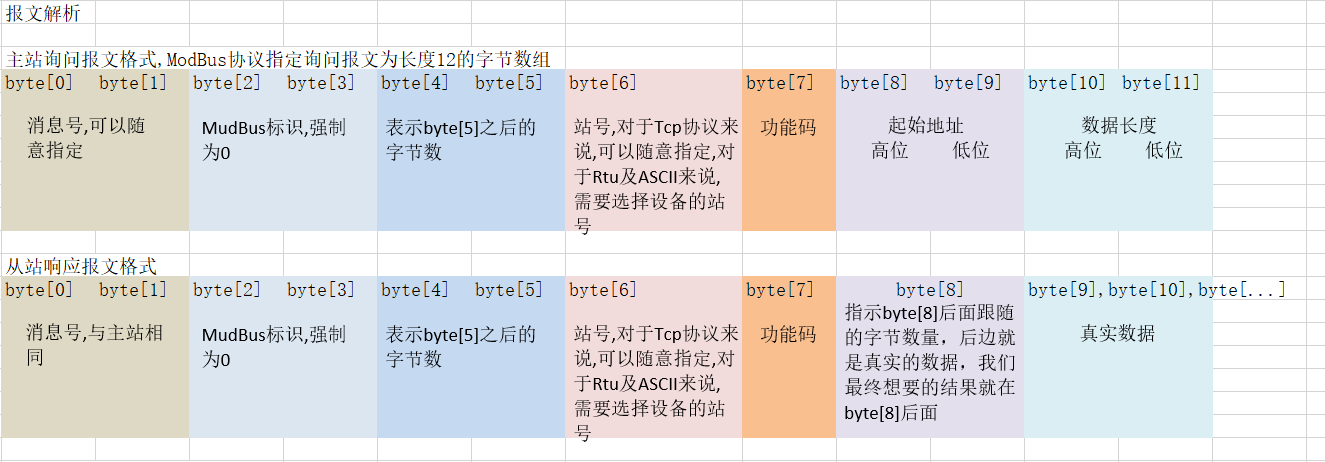 报文解析
主站询问报文格式,ModBus协议指定询问报文为长度12的字节数组
byte[0] byte[1] byte[2] byte[3] byte[4] byte[5] byte[6] byte[7] byte[8] byte[9] byte[10] byte[11]
消息号,可以随
意指定
MudBus标识,强制
为0
表示byte[5]之后的
字节数
站号,对于Tcp协议来
说,可以随意指定,对
于Rtu及ASCII来说,
需要选择设备的站
号
功能码
起始地址
高位 低位
数据长度
高位 低位
从站响应报文格式
byte[0] byte[1] byte[2] byte[3] byte[4] byte[5] byte[6] byte[7] byte[8] byte[9],byte[10],byte[...]
消息号,与主站相
同
MudBus标识,强制
为0
表示byte[5]之后的
字节数
站号,对于Tcp协议来
说,可以随意指定,对
于Rtu及ASCII来说,
需要选择设备的站
号
功能码
指示byte[8]后面跟随
的字节数量，后边就
是真实的数据，我们
最终想要的结果就在
byte[8]后面
真实数据